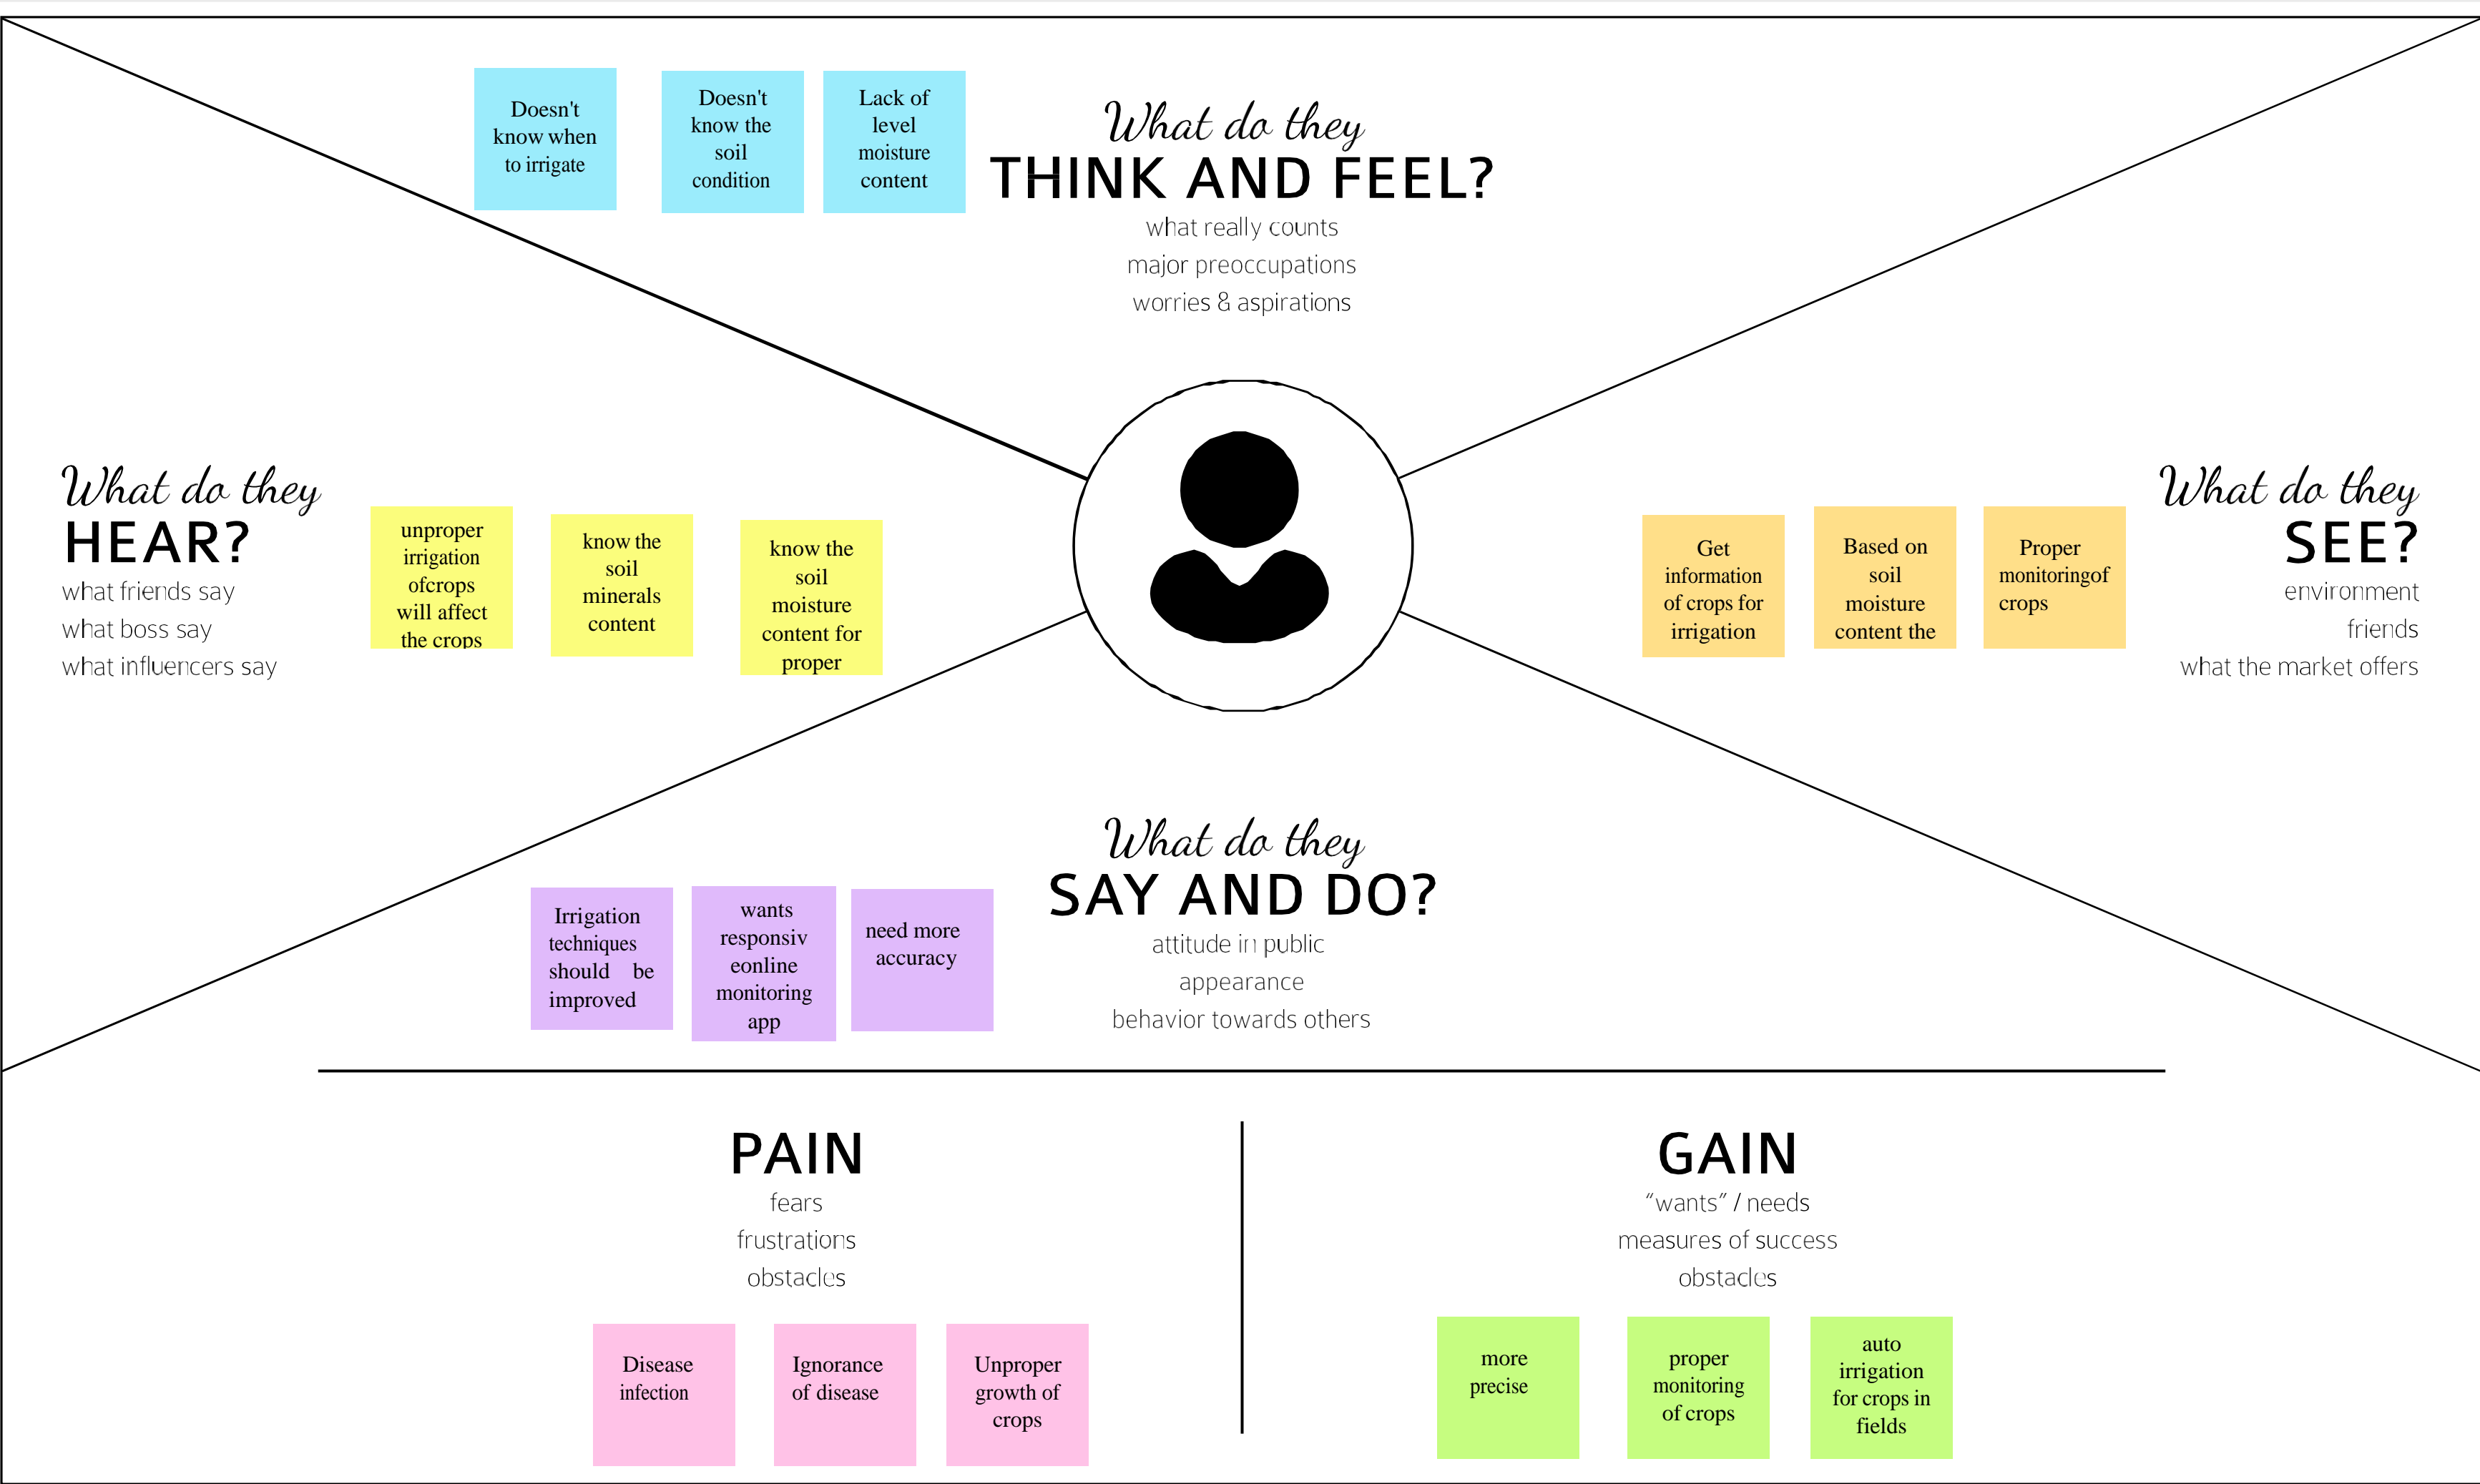 Doesn't
know when
to irrigate
Doesn't
know the
soil
condition
Lack of
level
moisture
content
What do they
THINK AND FEEL?
what really counts
major preoccupations
worries & aspirations
What do they
HEAR?
what friends say
what boss say
what influencers say
unproper
irrigation
ofcrops
will affect
the crops
know the
soil
minerals
content
know the
soil
moisture
content for
proper
Get
information
of crops for
irrigation
Based on
soil
moisture
content the
Proper
monitoringof
crops
What do they
SEE?
environment
friends
what the market offers
What do they
SAY AND DO?
attitude in public
appearance
behavior towards others
Irrigation
techniques
should be
improved
wants
responsiv
eonline
monitoring
app
need more
accuracy
PAIN
fears
frustrations
obstacles
Disease
infection
Ignorance
of disease
Unproper
growth of
crops
GAIN
“wants” / needs
measures of success
obstacles
more
precise
proper
monitoring
of crops
auto
irrigation
for crops in
fields